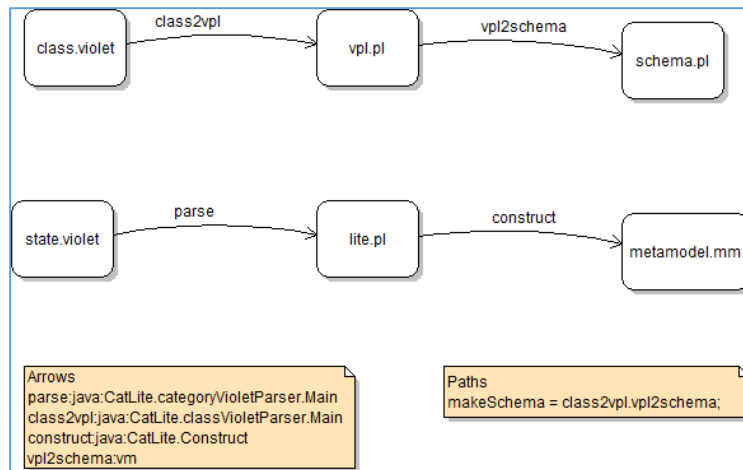 class2vpl
vpl2schema
class.violet
vpl.pl
schema.pl
parse
construct
state.violet
lite.pl
metamodel.mm
Arrows
parse:java:CatLite.categoryVioletParser.Main
class2vpl:java:CatLite.classVioletParser.Main
construct:java:CatLite.Construct
vpl2schema:vm
Paths
makeSchema = class2vpl.vpl2schema;